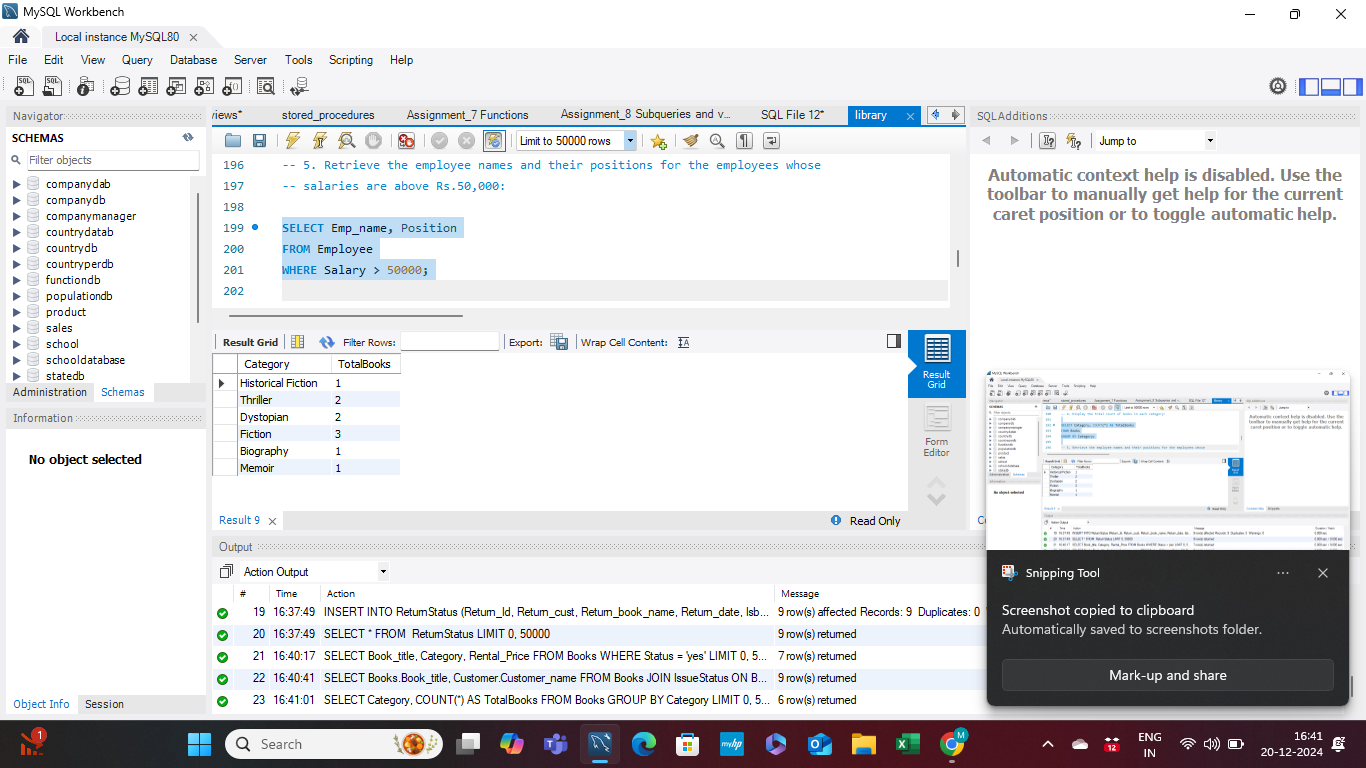 MySQL Workbench
Local instance MySQL80
File Edit View Query Database Server Tools Scripting Help
Navigator
SCHEMAS
Filter objects
companydab
companydb
companymanager
countrydatab
countrydb
countryperdb
functiondb
populationdb
product
sales
school
schooldatabase
statedb
Administration Schemas
Information
No object selected
Object Info Session
views* stored_procedures Assignment_7 Functions Assignment_8 Suberies and v... SQL File 12* library
Limit to 50000 rows
196 -- 5. Retrieve the employee names and their positions for the employees whose
197 -- salaries are above Rs.50,000:
198
199 SELECT Emp_name, Position
200 FROM Employee
201 WHERE Salary > 50000;
202
Result Grid Filter Rows: Export: Wrap Cell Content:
Category TotalBooks
Historical Fiction 1
Thriller 2
Dystopian 2
Fiction 3
Biography 1
Memoir 1
Result Grid
Form Editor
Result 9 Read Only
Output
Action Output
# Time Action Message
19 16:37:49 INSERT INTO ReturnStatus (Return_Id, Return_cust, Return_book_name, Return_date, Isb... 9 row(s) affected Records: 9 Duplicates: 0
20 16:37:49 SELECT * FROM ReturnStatus LIMIT 0, 50000 9 row(s) returned
21 16:40:17 SELECT Book_title, Category, Rental_Price FROM Books WHERE Status = 'yes' LIMIT 0, 5... 7 row(s) returned
22 16:40:41 SELECT Books.Book_title, Customer.Customer_name FROM Books JOIN IssueStatus ON B... 9 row(s) returned
23 16:41:01 SELECT Category, COUNT(*) AS TotalBooks FROM Books GROUP BY Category LIMIT 0, 5... 6 row(s) returned
SQLAdditions
Jump to
Automatic context help is disabled. Use the
toolbar to manually get help for the current
caret position or to toggle automatic help.
Snipping Tool
Screenshot copied to clipboard
Automatically saved to screenshots folder.
Mark-up and share
1
Search
12
ENG
IN
16:41
20-12-2024